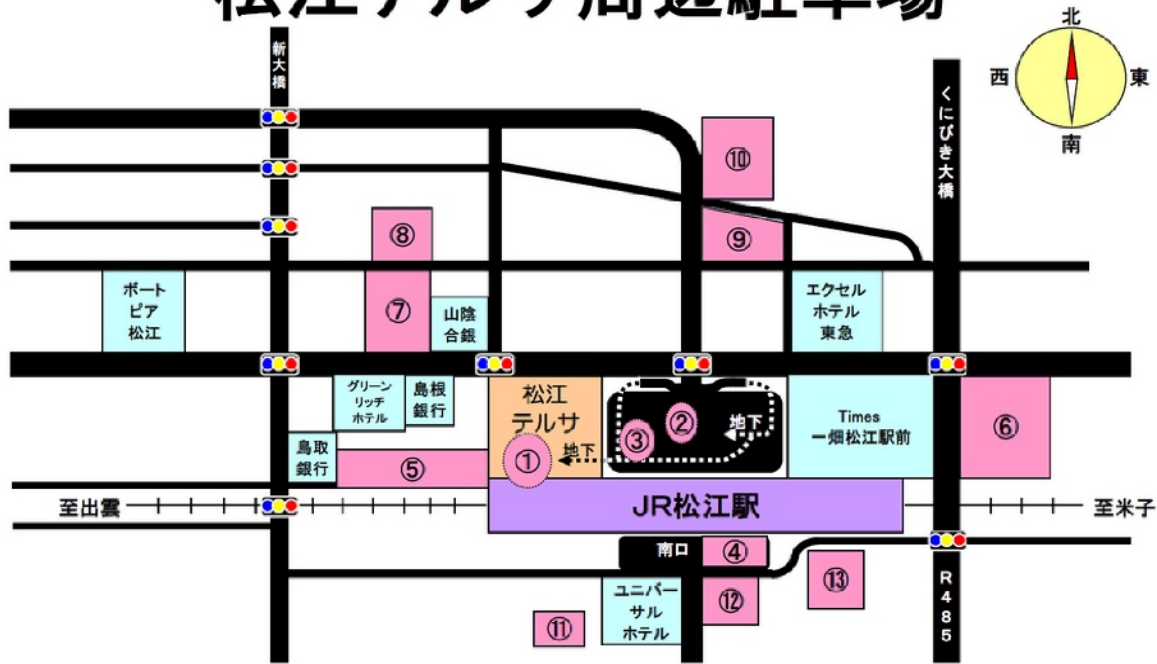 松江テルサ周辺駐車場
北
西
東
南
新大橋
くにびき大橋
⑩
⑧
⑨
ボート
ピア
松江
⑦
山陰
合銀
エクセル
ホテル
東急
グリーン
リッチ
ホテル
島根
銀行
松江
テルサ
②
地下
③
Times
一畑松江駅前
⑥
鳥取
銀行
⑤
①
地下
至出雲
JR松江駅
至米子
南口
④
⑬
ユニバー
サル
ホテル
⑫
⑪
R485